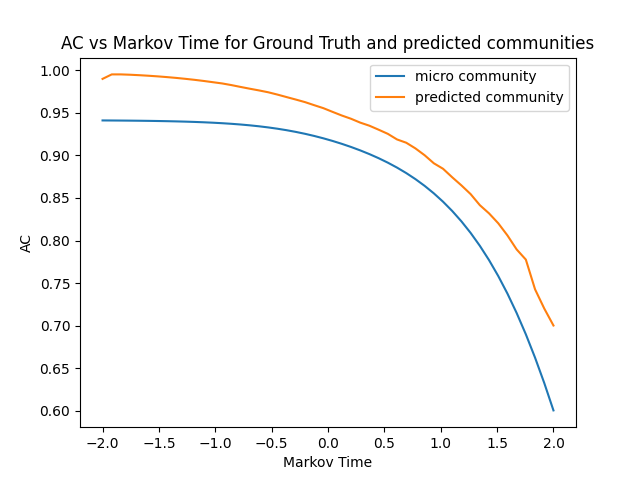 AC vs Markov Time for Ground Truth and predicted communities
micro community
predicted community
1.00
0.95
0.90
0.85
0.80
0.75
0.70
0.65
0.60
AC
−2.0 −1.5 −1.0 −0.5 0.0 0.5 1.0 1.5 2.0
Markov Time